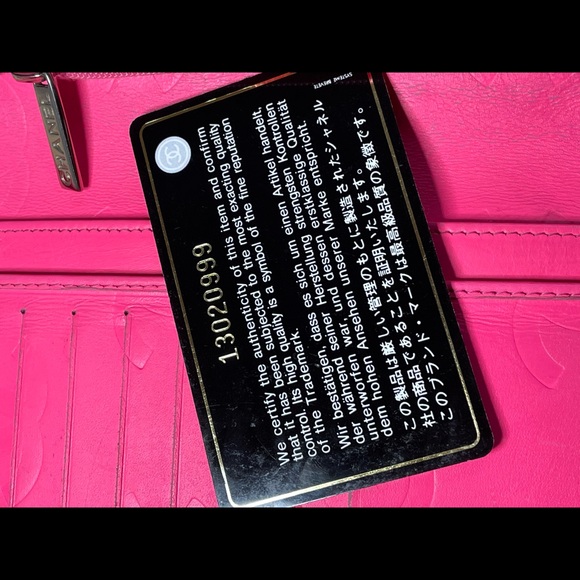 CHANEL
SYSTEME BREVETE
13020999
We certify the authenticity of this item and confirm
that it has been subjected to the most exacting quality
control. Its high quality is a symbol of the fine reputation
of the Trademark.
Wir bestätigen, dass es sich um einen Artikel handelt,
der während seiner Herstellung strengsten Kontrollen
unterworfen war, und dessen erstklassige Qualität
dem hohen Ansehen unserer Marke entspricht.
この製品は厳しい管理のもとに製造されたシャネル
社の商品であることを証明いたします。
このブランド・マークは最高級品質の象徴です。